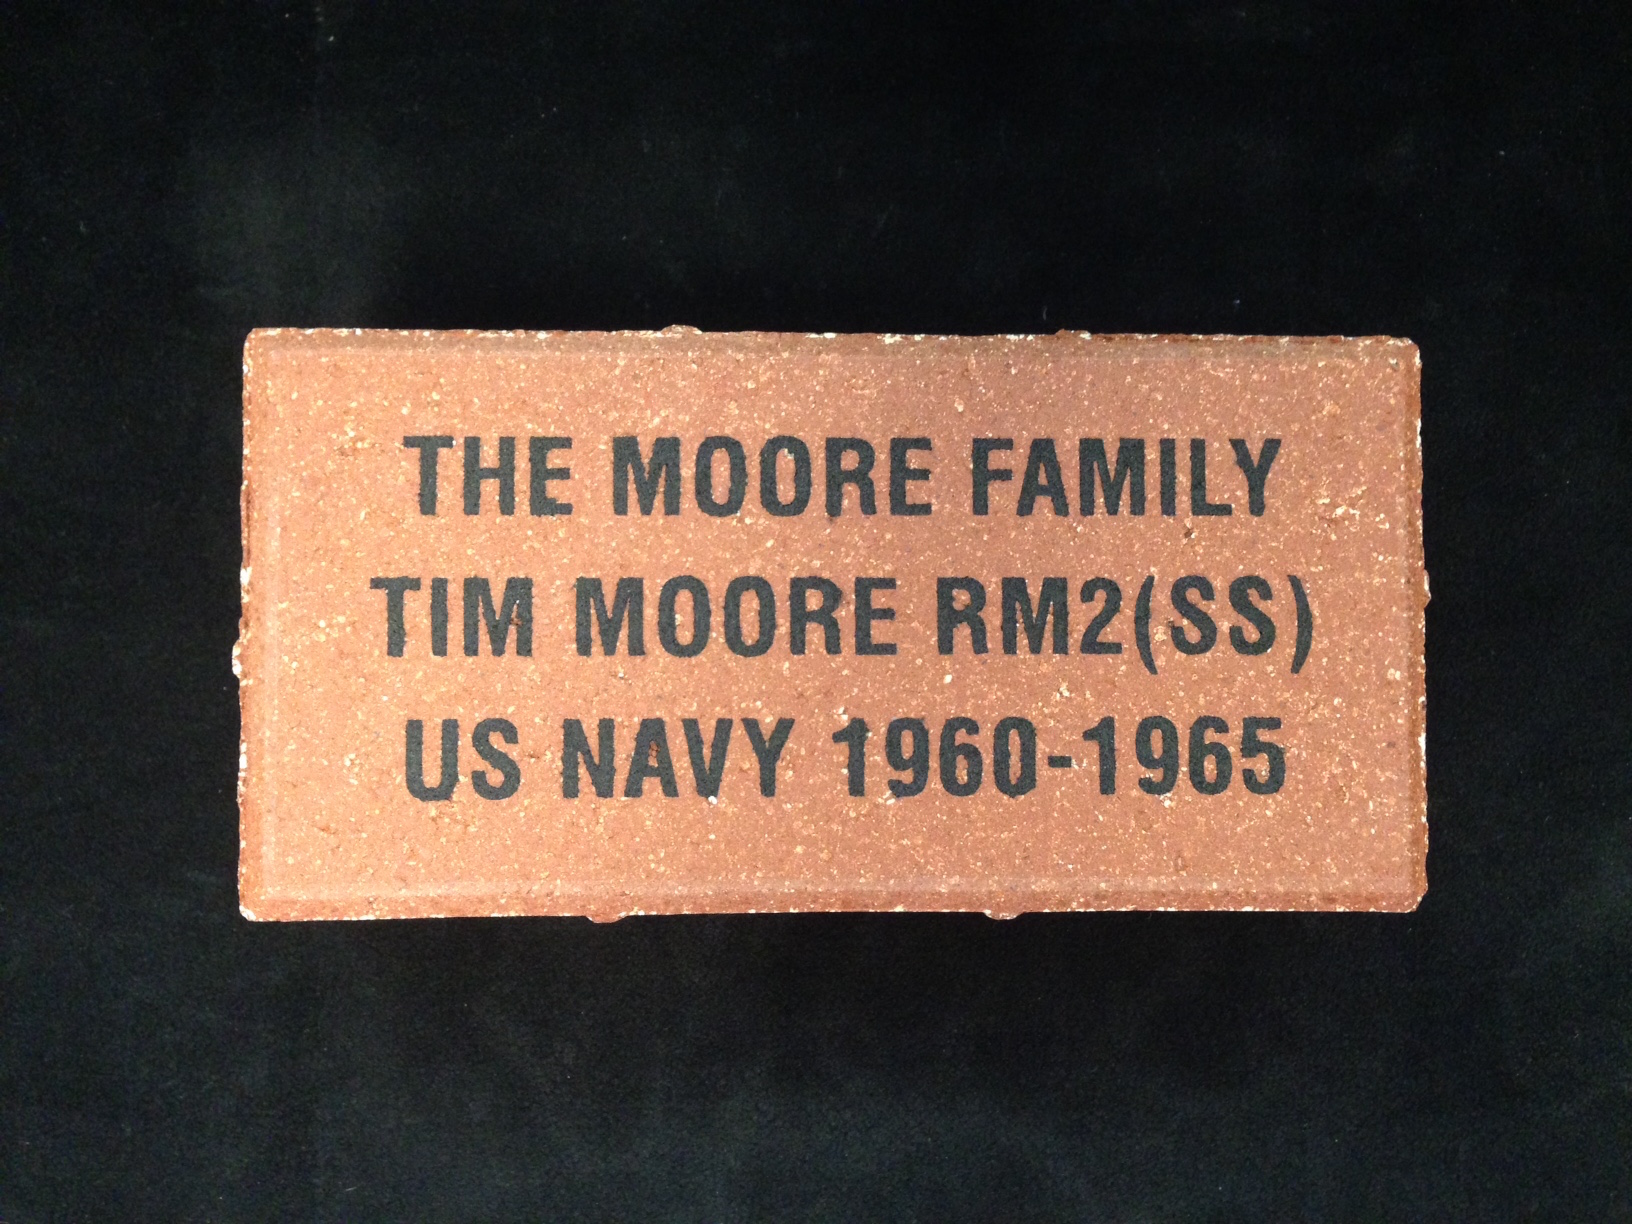 THE MOORE FAMILY
TIM MOORE RM2(SS)
US NAVY 1960-1965